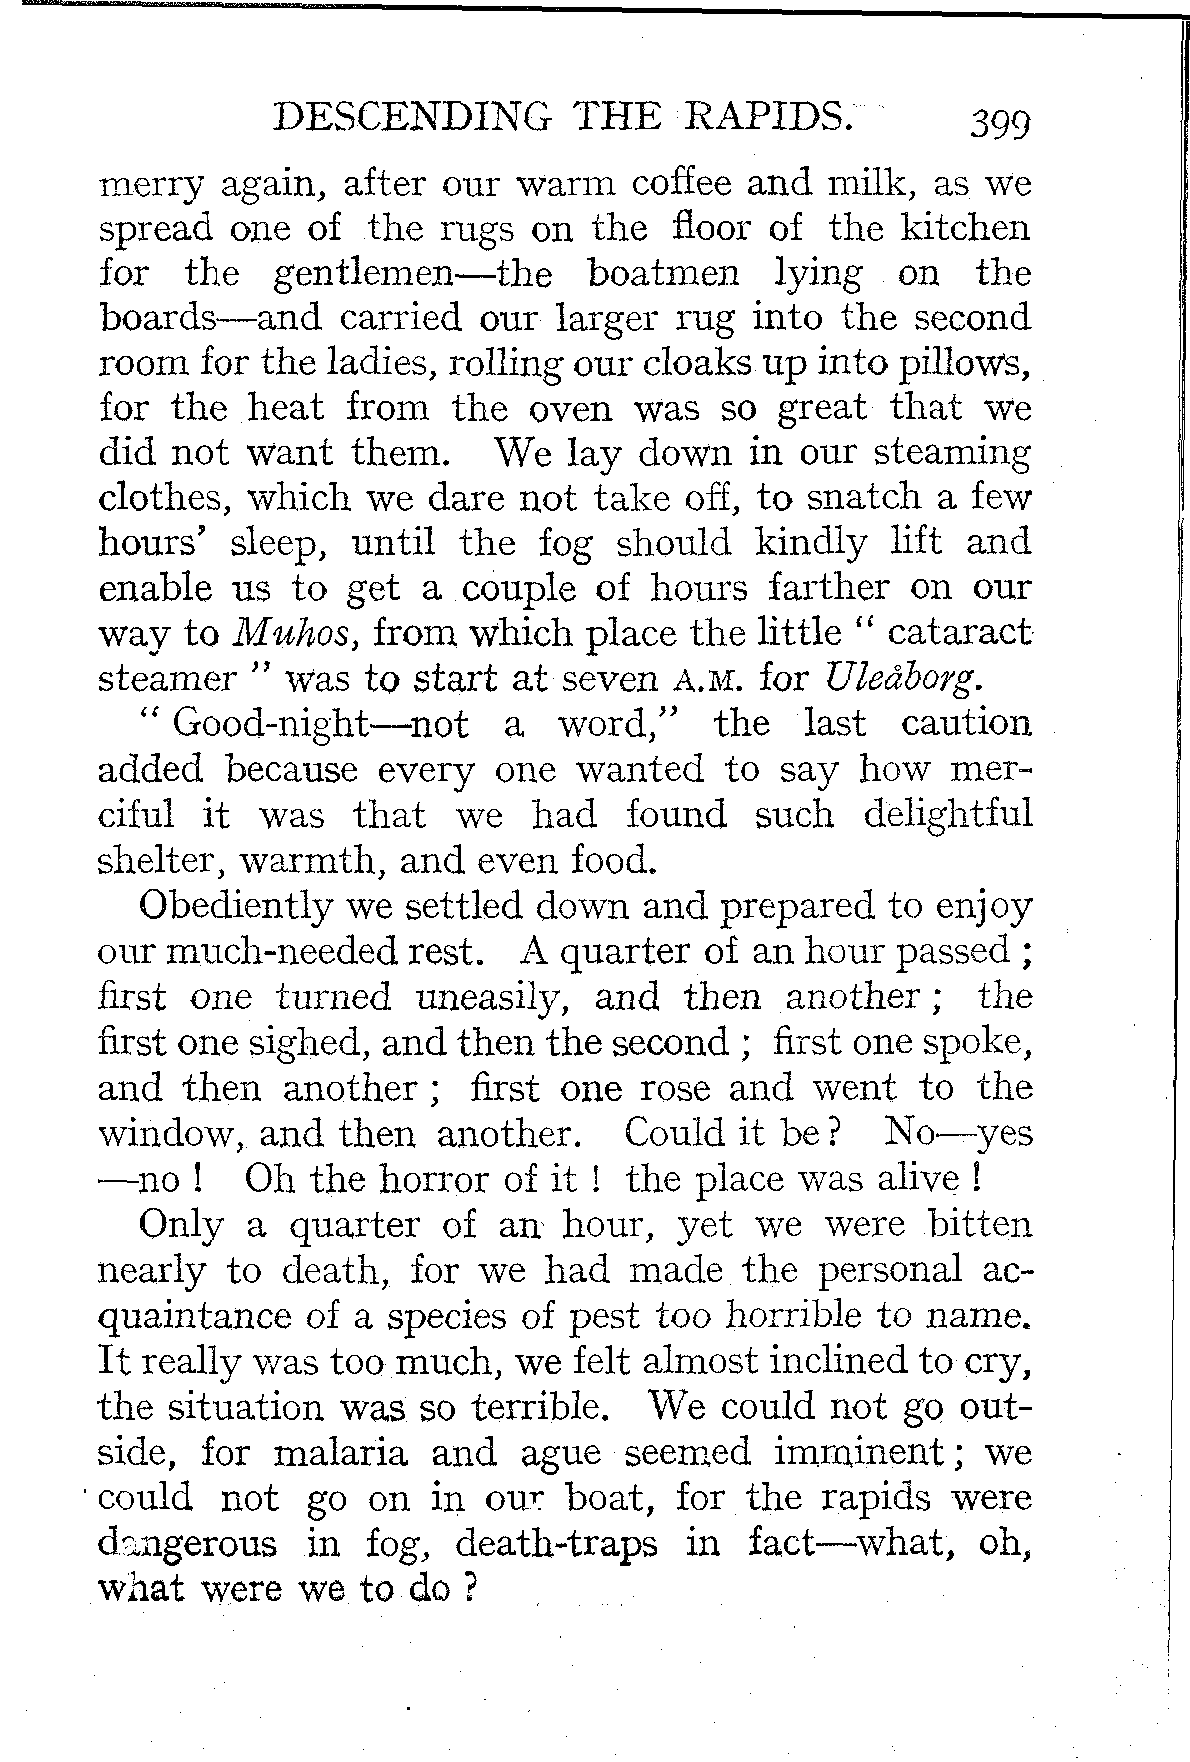 DESCENDING THE RAPIDS. 399
merry again, after our warm coffee and milk, as we
spread one of the rugs on the floor of the kitchen
for the gentlemen—the boatmen lying on the
boards—and carried our larger rug into the second
room for the ladies, rolling our cloaks up into pillows,
for the heat from the oven was so great that we
did not want them. We lay down in our steaming
clothes, which we dare not take off, to snatch a few
hours' sleep, until the fog should kindly lift and
enable us to get a couple of hours farther on our
way to Muhos, from which place the little " cataract
steamer " was to start at seven A.M. for Uleåborg.
" Good-night—not a word," the last caution
added because every one wanted to say how mer-
ciful it was that we had found such delightful
shelter, warmth, and even food.
Obediently we settled down and prepared to enjoy
our much-needed rest. A quarter of an hour passed ;
first one turned uneasily, and then another ; the
first one sighed, and then the second ; first one spoke,
and then another ; first one rose and went to the
window, and then another. Could it be ? No—yes
—no ! Oh the horror of it ! the place was alive !
Only a quarter of an hour, yet we were bitten
nearly to death, for we had made the personal ac-
quaintance of a species of pest too horrible to name.
It really was too much, we felt almost inclined to cry,
the situation was so terrible. We could not go out-
side, for malaria and ague seemed imminent ; we
could not go on in our boat, for the rapids were
dangerous in fog, death-traps in fact—what, oh,
what were we to do ?